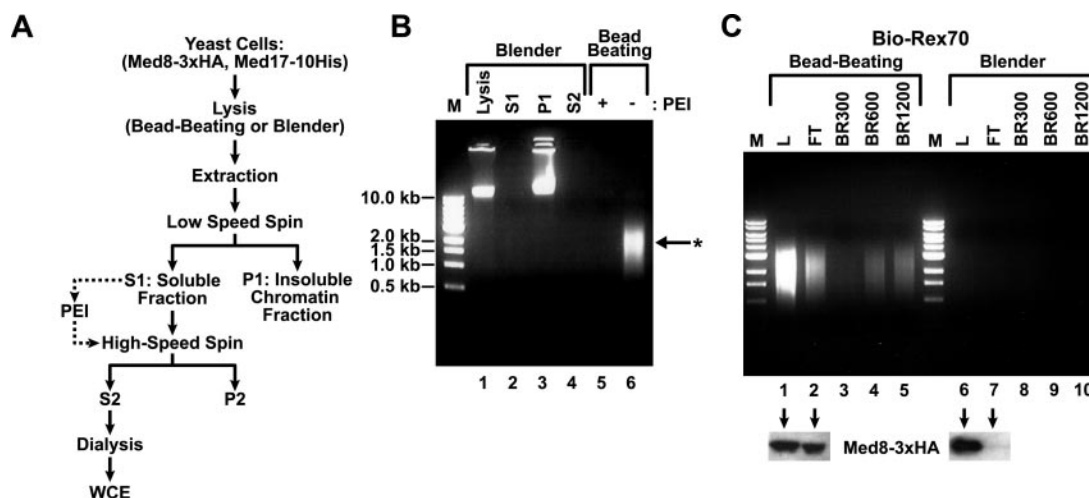 A
Yeast Cells:
(Med8-3xHA, Med17-10His)
Lysis
(Bead-Beating or Blender)
Extraction
Low Speed Spin
S1: Soluble
Fraction
P1: Insoluble
Chromatin
Fraction
PEI
High-Speed Spin
S2
P2
Dialysis
WCE
B
Blender
Bead
Beating
M
Lysis
S1
P1
S2
+
-
: PEI
10.0 kb
2.0 kb
1.5 kb
1.0 kb
0.5 kb
*
1 2 3 4 5 6
C
Bio-Rex70
Bead-Beating
Blender
M
L
FT
BR300
BR600
BR1200
M
L
FT
BR300
BR600
BR1200
1 2 3 4 5 6 7 8 9 10
Med8-3xHA